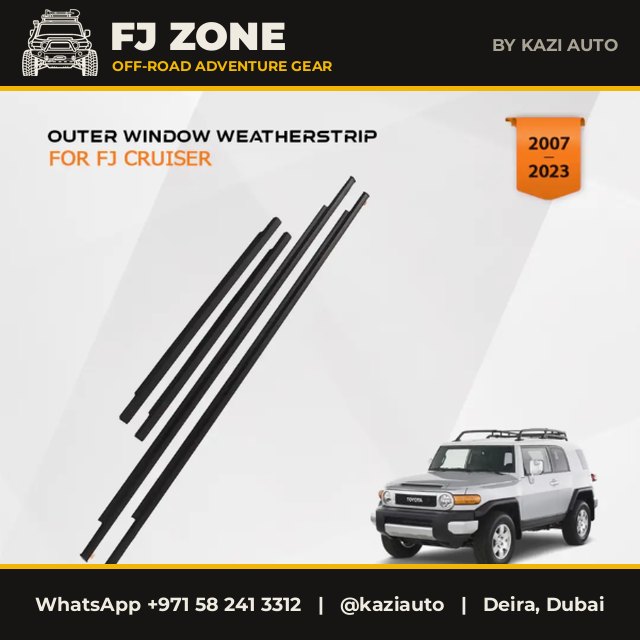 FJ ZONE
OFF-ROAD ADVENTURE GEAR
BY KAZI AUTO
OUTER WINDOW WEATHERSTRIP
FOR FJ CRUISER
2007
—
2023
TOYOTA
WhatsApp +971 58 241 3312 | @kaziauto | Deira, Dubai